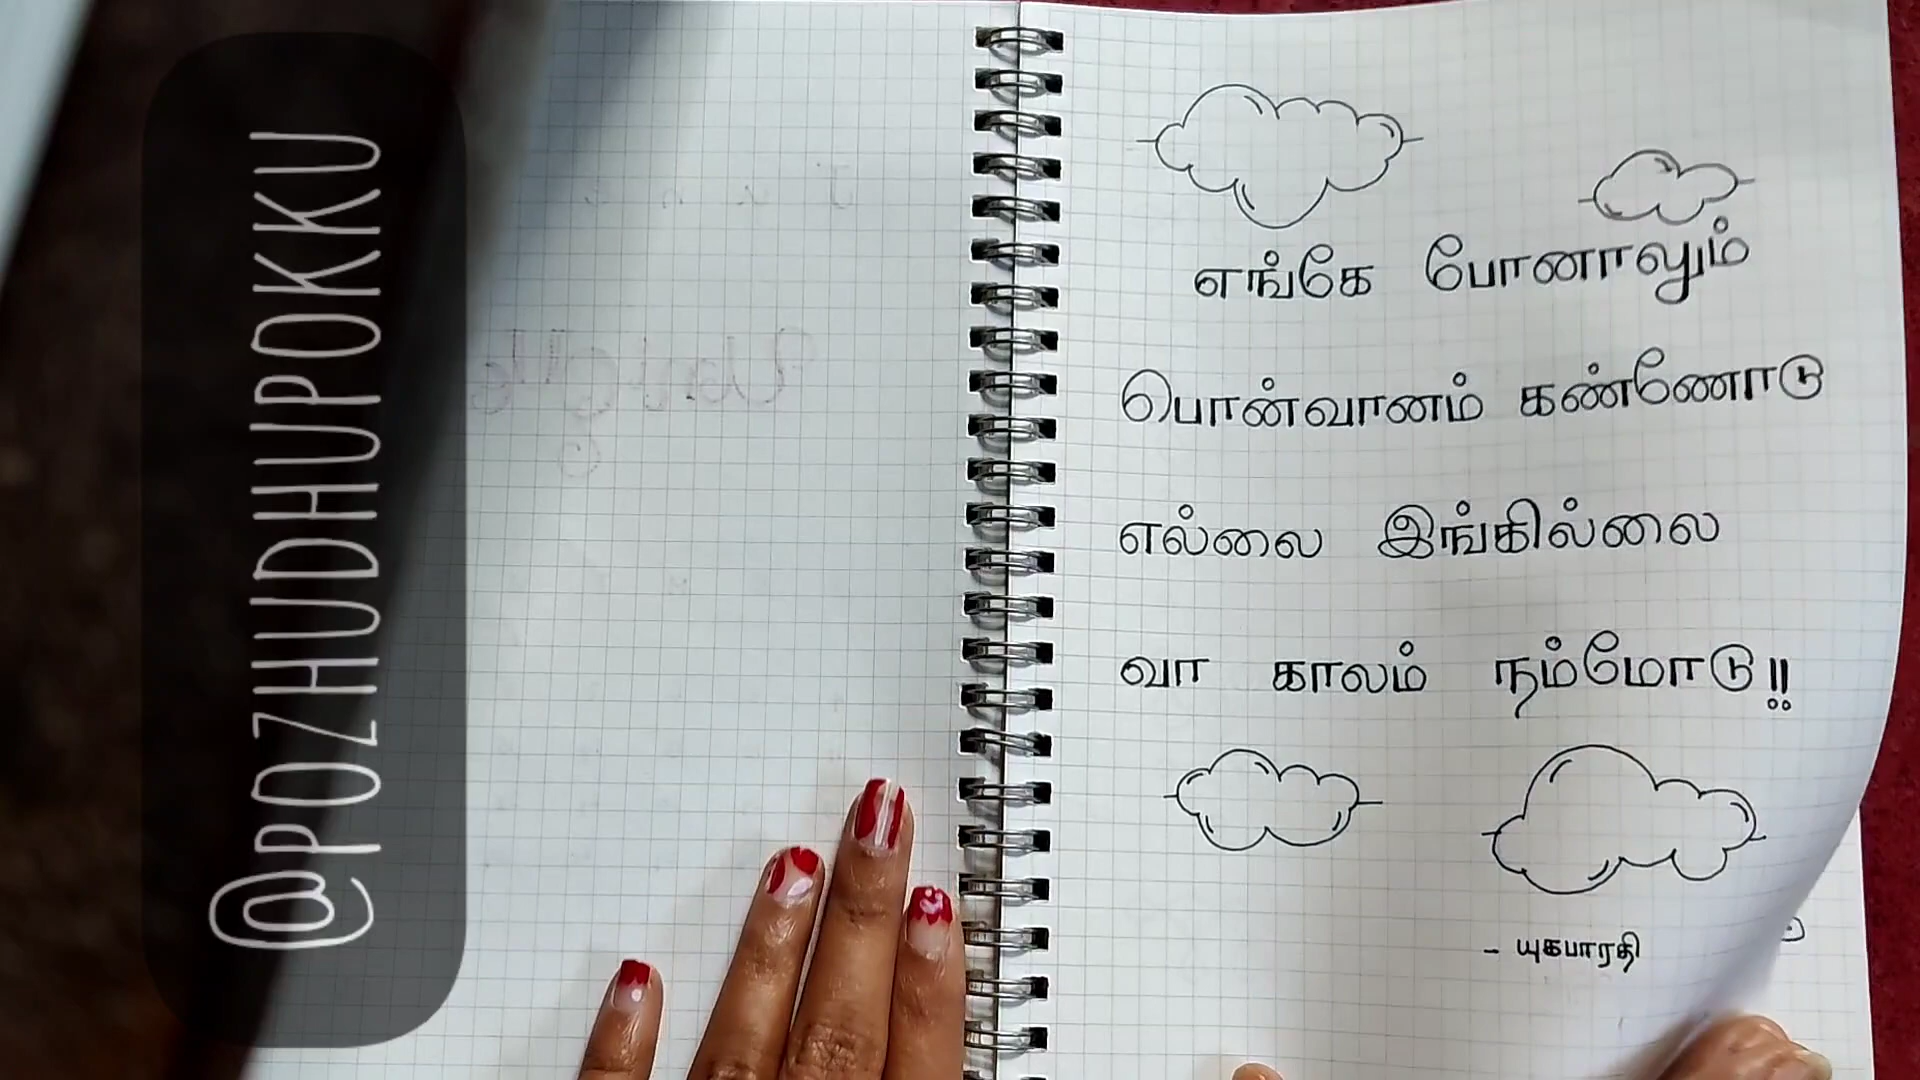 @POZHUDHUPOKKU
எங்கே போனாலும்
பொன்வானம் கண்ணோடு
எல்லை இங்கில்லை
வா காலம் நம்மோடு!!
- யுகபாரதி